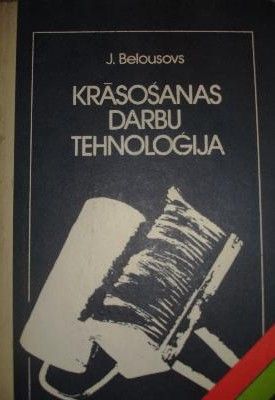 J. Belousovs
KRĀSOŠANAS
DARBU
TEHNOLOĢIJA